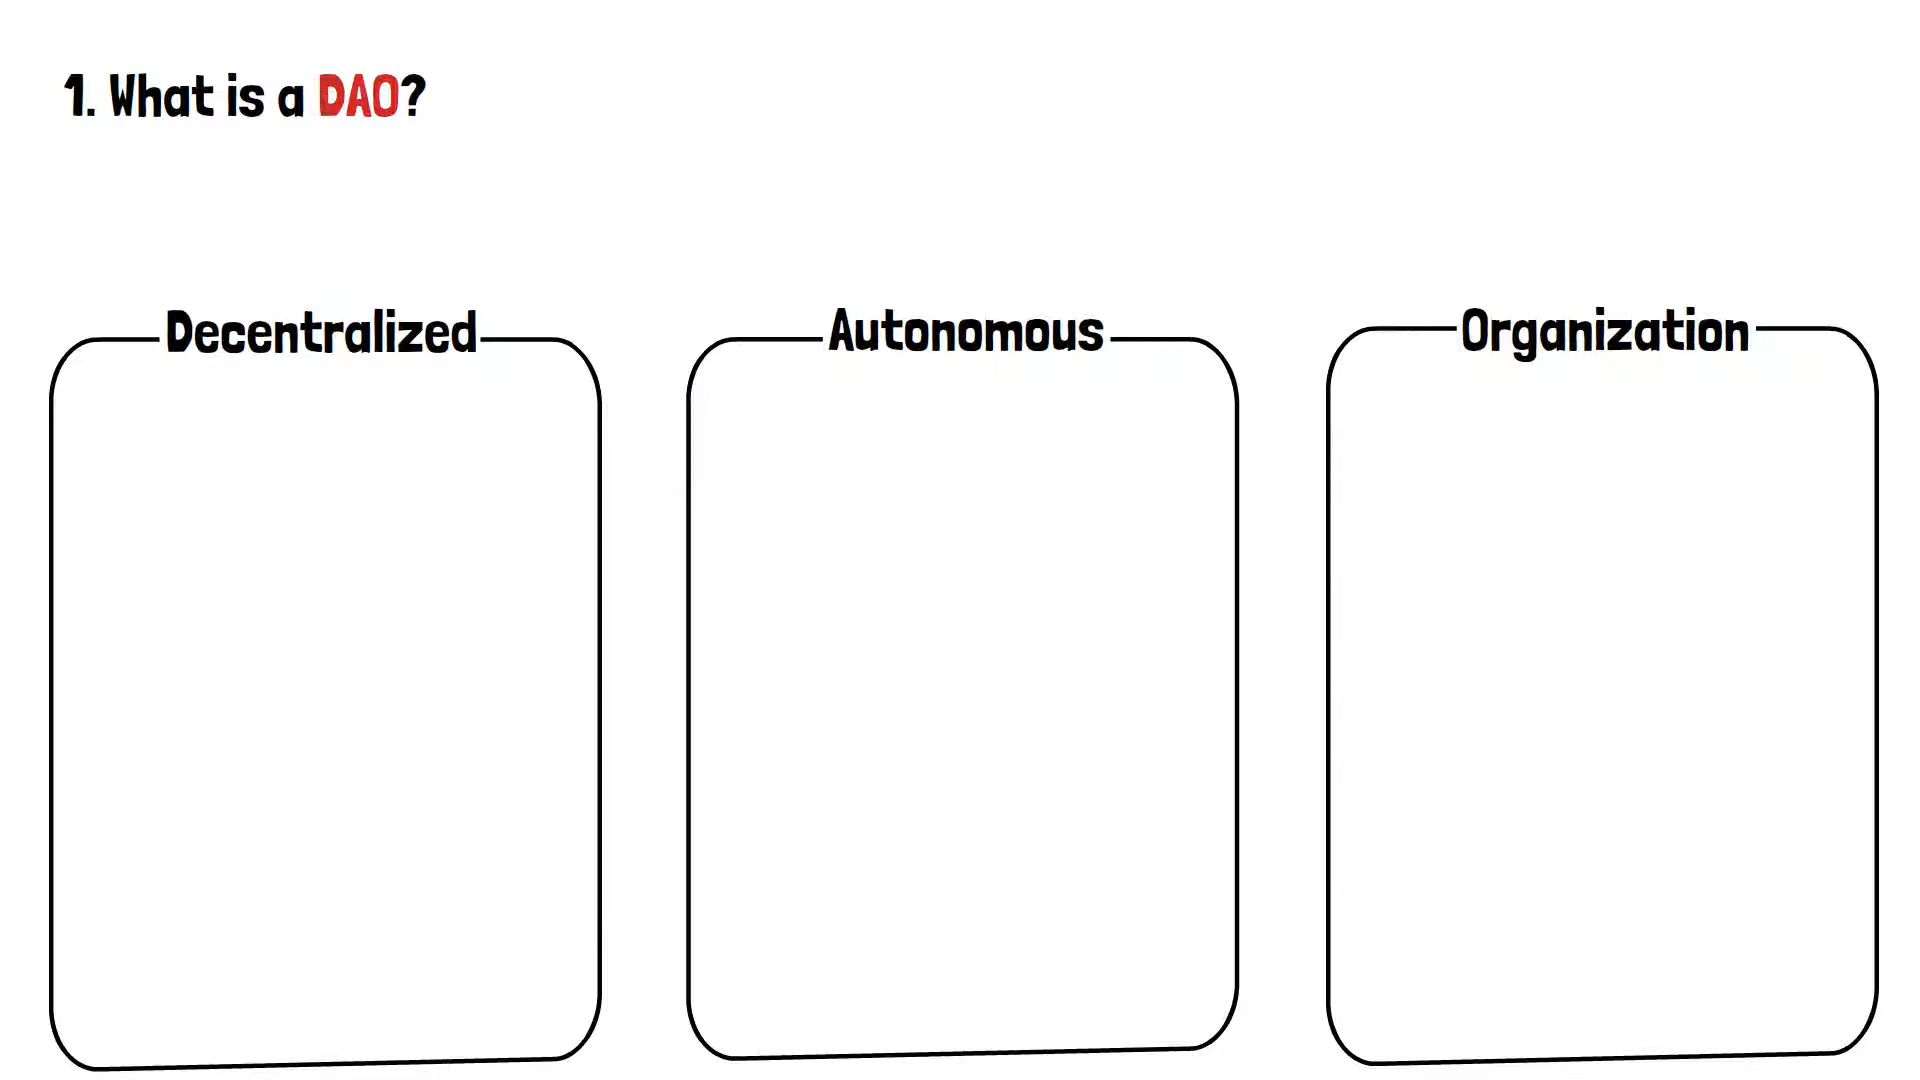 1. What is a DAO?
Decentralized
Autonomous
Organization